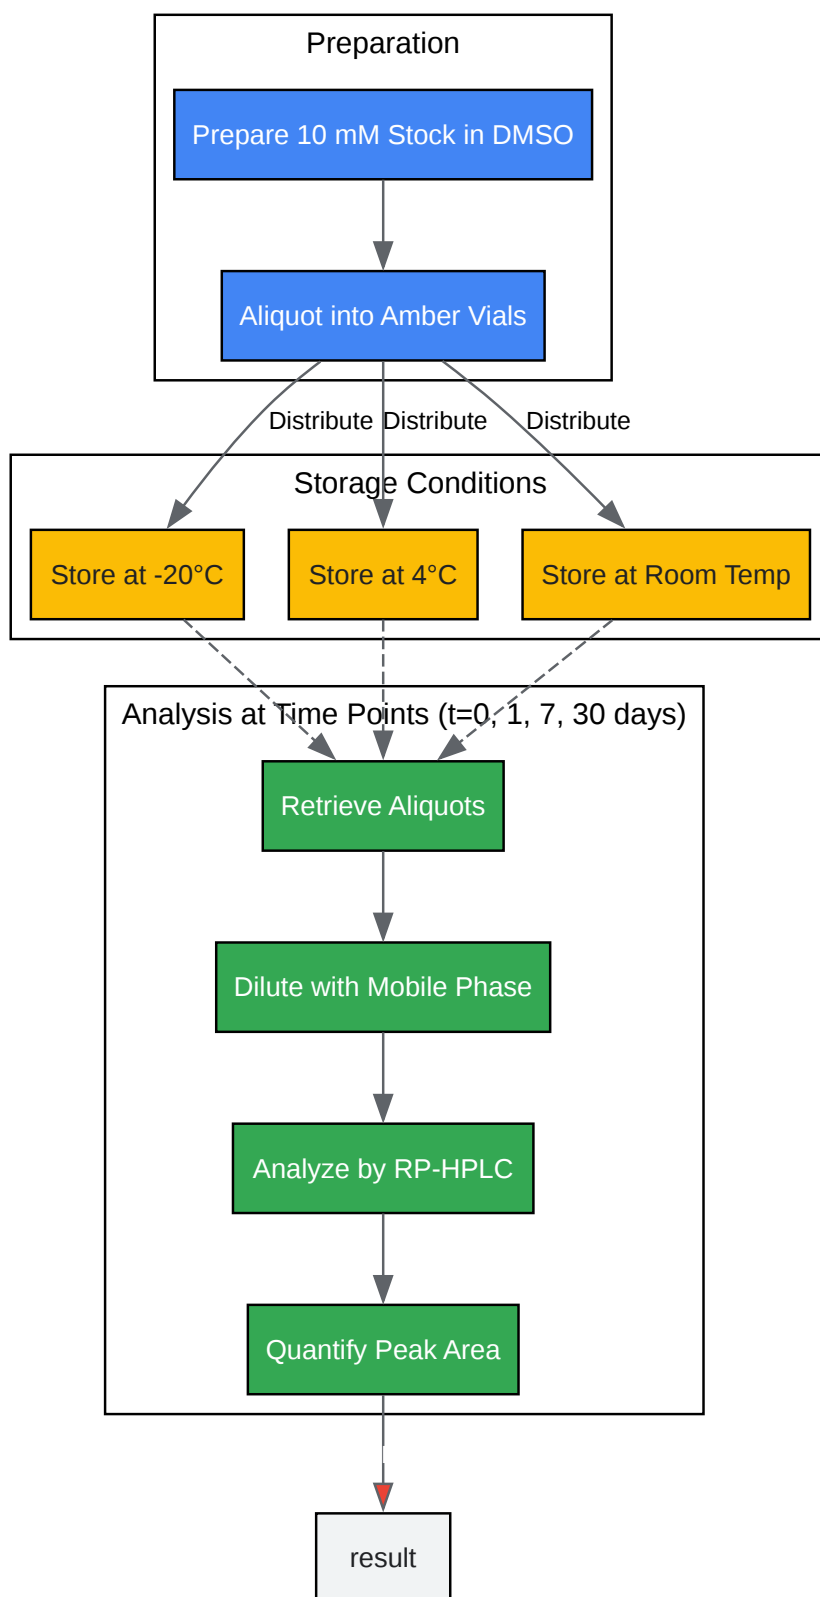 Preparation
Prepare 10 mM Stock in DMSO
Aliquot into Amber Vials
Distribute
Distribute
Distribute
Storage Conditions
Store at -20°C
Store at 4°C
Store at Room Temp
Analysis at Time Points (t=0, 1, 7, 30 days)
Retrieve Aliquots
Dilute with Mobile Phase
Analyze by RP-HPLC
Quantify Peak Area
result